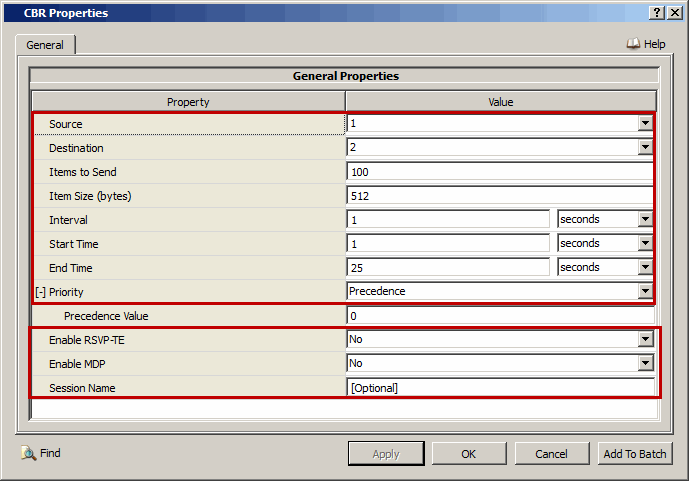 CBR Properties
General
Help
General Properties
Property Value
Source 1
Destination 2
Items to Send 100
Item Size (bytes) 512
Interval 1 seconds
Start Time 1 seconds
End Time 25 seconds
[-] Priority Precedence
Precedence Value 0
Enable RSVP-TE No
Enable MDP No
Session Name [Optional]
Find Apply OK Cancel Add To Batch